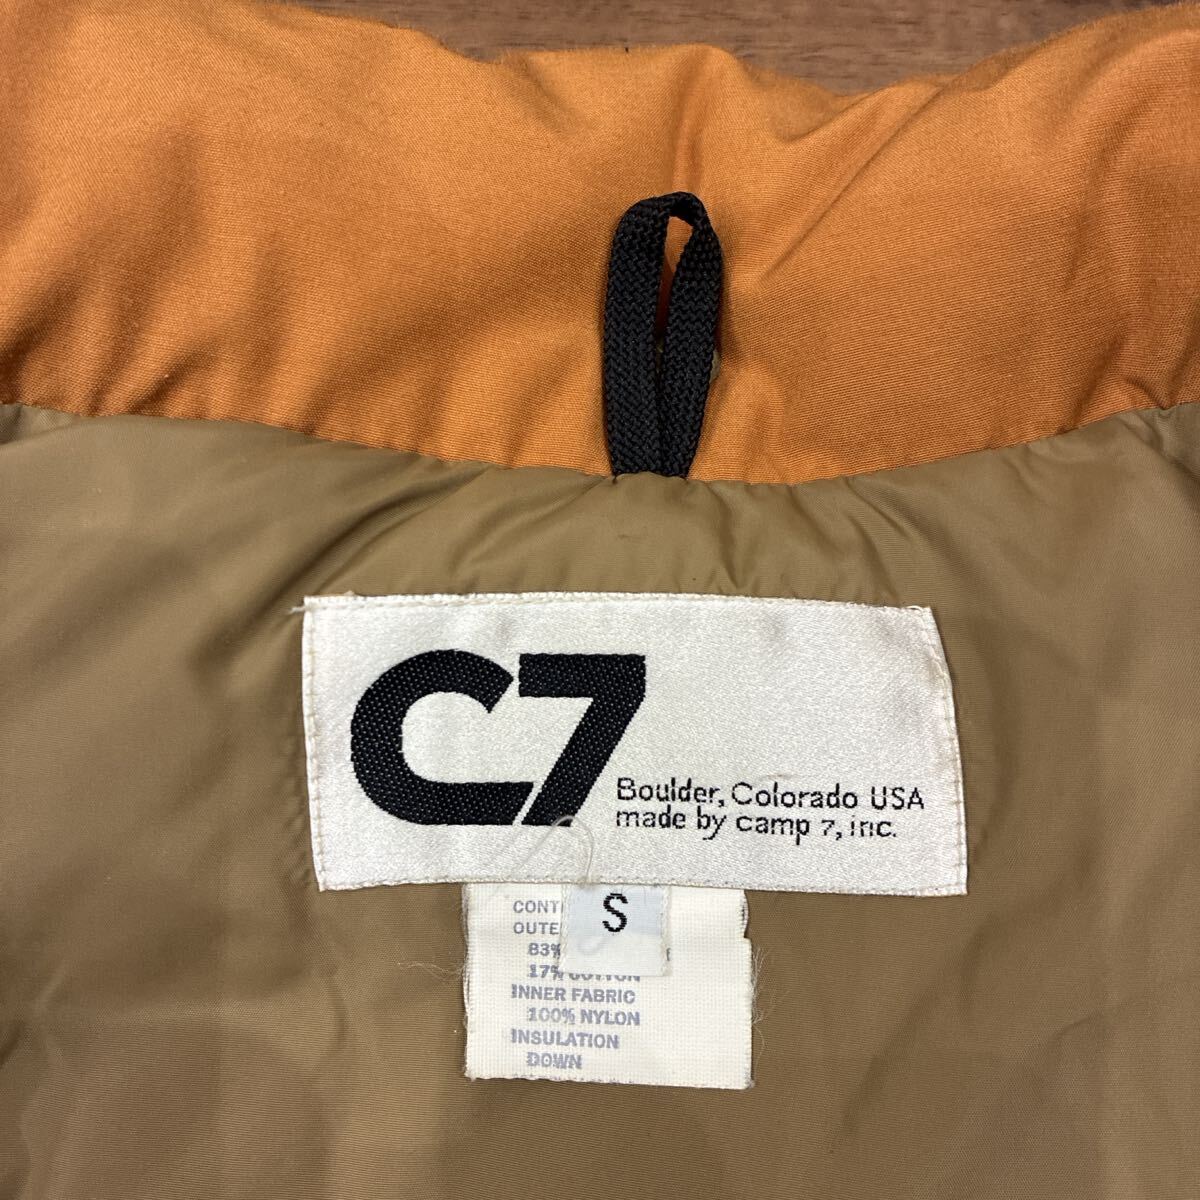 C7
Boulder, Colorado USA
made by camp 7, inc.
S
OUTE
83%
17% COTTON
INNER FABRIC
100% NYLON
INSULATION
DOWN